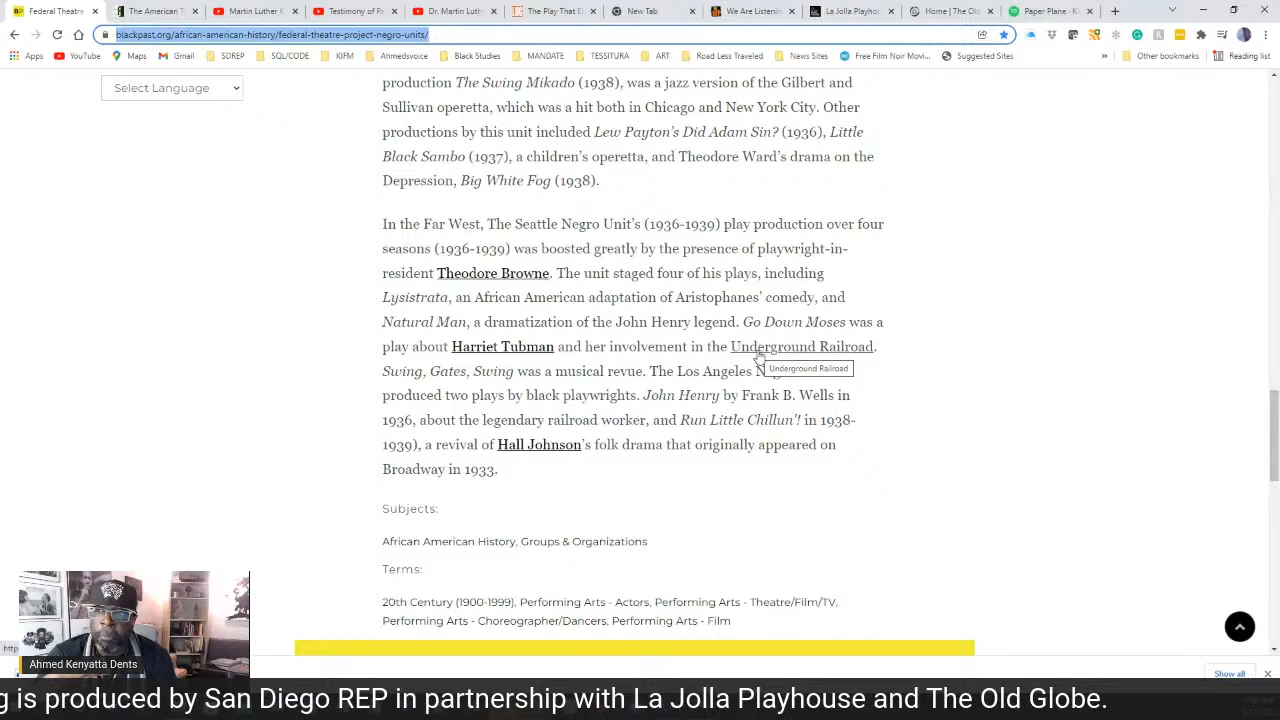 Federal Theatre
The American T
Martin Luther K
Testimony of Pa
Dr. Martin Luthe
The Play That El
New Tab
We Are Listenin
La Jolla Playhou
Home | The Old
Paper Plane - Ki
blackpast.org/african-american-history/federal-theatre-project-negro-units/
Apps YouTube Maps Gmail SDREP SQL/CODE KIFM Ahmedsvoice Black Studies MANDATE TESSITURA ART Road Less Traveled News Sites Free Film Noir Movi... Suggested Sites » Other bookmarks Reading list
Select Language
production The Swing Mikado (1938), was a jazz version of the Gilbert and
Sullivan operetta, which was a hit both in Chicago and New York City. Other
productions by this unit included Lew Payton’s Did Adam Sin? (1936), Little
Black Sambo (1937), a children’s operetta, and Theodore Ward’s drama on the
Depression, Big White Fog (1938).
In the Far West, The Seattle Negro Unit’s (1936-1939) play production over four
seasons (1936-1939) was boosted greatly by the presence of playwright-in-
resident Theodore Browne. The unit staged four of his plays, including
Lysistrata, an African American adaptation of Aristophanes’ comedy, and
Natural Man, a dramatization of the John Henry legend. Go Down Moses was a
play about Harriet Tubman and her involvement in the Underground Railroad.
Swing, Gates, Swing was a musical revue. The Los Angeles
Underground Railroad
produced two plays by black playwrights. John Henry by Frank B. Wells in
1936, about the legendary railroad worker, and Run Little Chillun’! in 1938-
1939), a revival of Hall Johnson’s folk drama that originally appeared on
Broadway in 1933.
Subjects:
African American History, Groups & Organizations
Terms:
20th Century (1900-1999), Performing Arts - Actors, Performing Arts - Theatre/Film/TV,
Performing Arts - Choreographer/Dancers, Performing Arts - Film
http
Ahmed Kenyatta Dents
Show all
g is produced by San Diego REP in partnership with La Jolla Playhouse and The Old Globe.